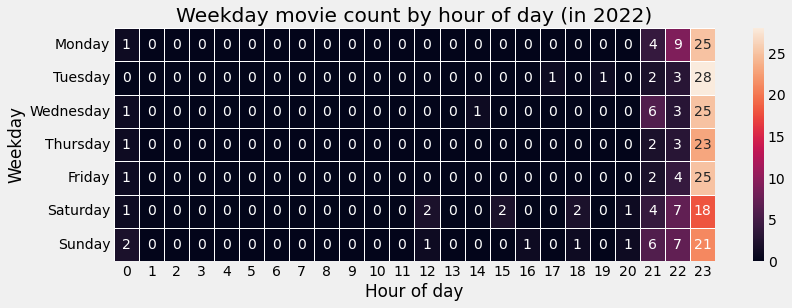 Weekday movie count by hour of day (in 2022)
Monday 1 0 0 0 0 0 0 0 0 0 0 0 0 0 0 0 0 0 0 0 0 4 9 25
Tuesday 0 0 0 0 0 0 0 0 0 0 0 0 0 0 0 0 0 1 0 1 0 2 3 28
Wednesday 1 0 0 0 0 0 0 0 0 0 0 0 0 0 1 0 0 0 0 0 0 6 3 25
Thursday 1 0 0 0 0 0 0 0 0 0 0 0 0 0 0 0 0 0 0 0 0 2 3 23
Friday 1 0 0 0 0 0 0 0 0 0 0 0 0 0 0 0 0 0 0 0 0 2 4 25
Saturday 1 0 0 0 0 0 0 0 0 0 0 0 2 0 0 2 0 0 2 0 1 4 7 18
Sunday 2 0 0 0 0 0 0 0 0 0 0 0 1 0 0 0 1 0 1 0 1 6 7 21
0 1 2 3 4 5 6 7 8 9 10 11 12 13 14 15 16 17 18 19 20 21 22 23
Hour of day
Weekday
25
20
15
10
5
0